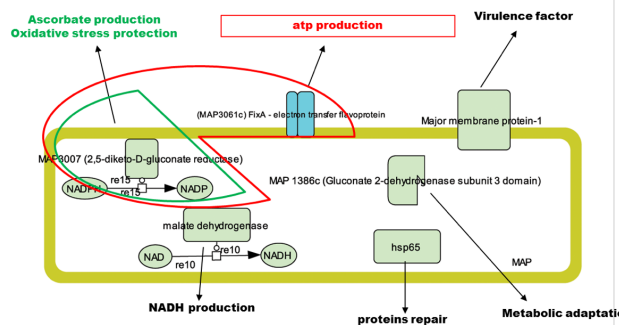 Ascorbate production
Oxidative stress protection
atp production
Virulence factor
(MAP3061c) FixA - electron transfer flavoprotein
Major membrane protein-1
MAP3007 (2,5-diketo-D-gluconate reductase)
re15
NADPH
re15
NADP
MAP 1386c (Gluconate 2-dehydrogenase subunit 3 domain)
malate dehydrogenase
NAD
re10
re10
NADH
hsp65
MAP
NADH production
proteins repair
Metabolic adaptatio